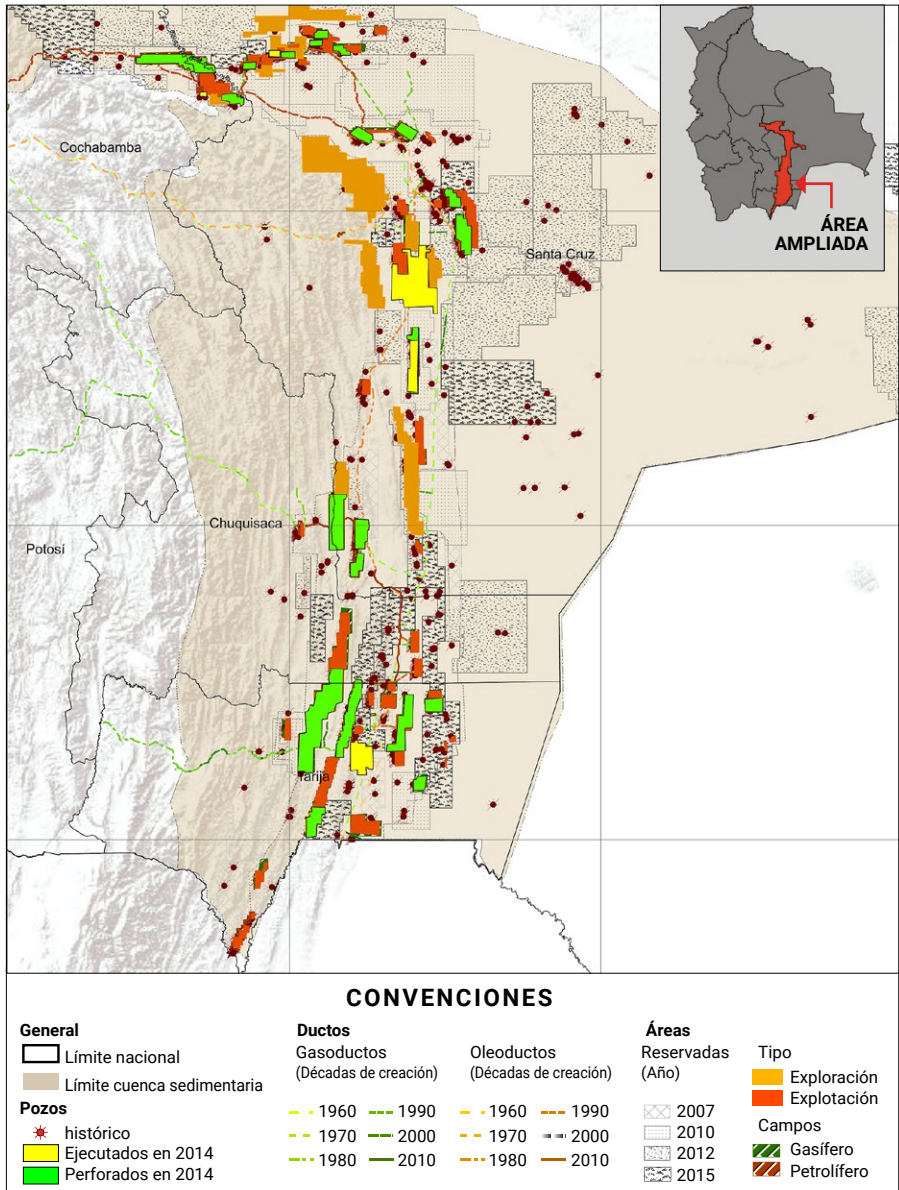 Cochabamba
ÁREA
AMPLIADA
Santa Cruz
Chuquisaca
Potosí
Tarija
CONVENCIONES
General
Límite nacional
Límite cuenca sedimentaria
Pozos
histórico
Ejecutados en 2014
Perforados en 2014
Ductos
Gasoductos
(Décadas de creación)
1960
1970
1980
1990
2000
2010
Oleoductos
(Décadas de creación)
1960
1970
1980
1990
2000
2010
Áreas
Reservadas
(Año)
2007
2010
2012
2015
Tipo
Exploración
Explotación
Campos
Gasífero
Petrolífero